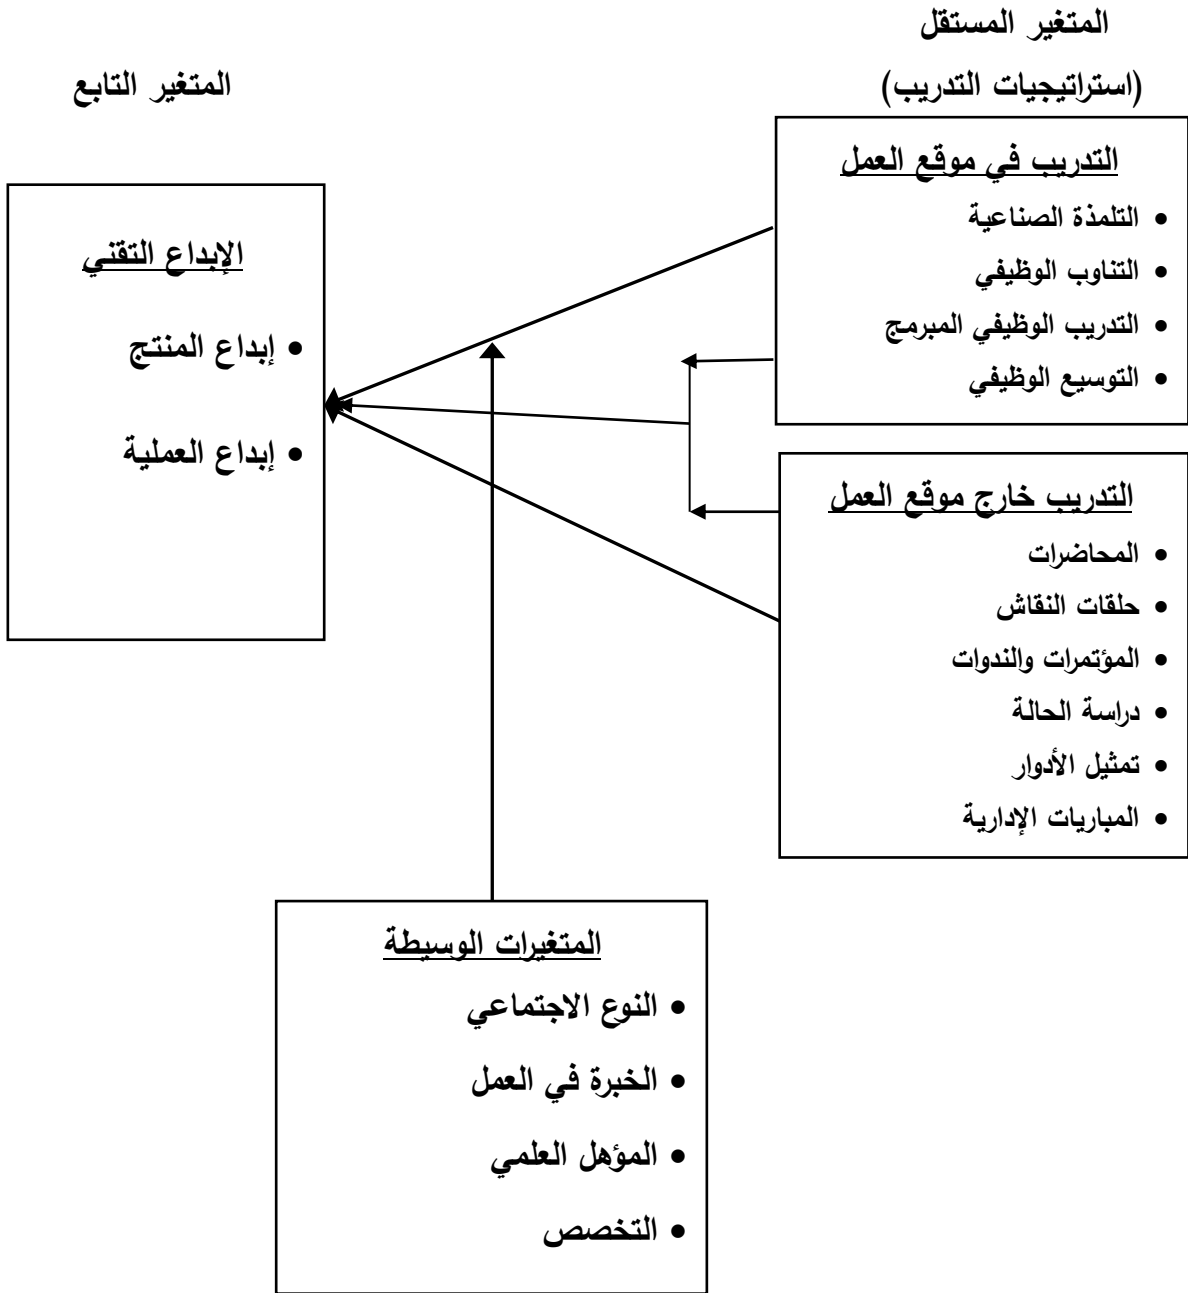 المتغير المستقل
(استراتيجيات التدريب)
المتغير التابع
التدريب في موقع العمل
• التلمذة الصناعية
• التناوب الوظيفي
• التدريب الوظيفي المبرمج
• التوسيع الوظيفي
التدريب خارج موقع العمل
• المحاضرات
• حلقات النقاش
• المؤتمرات والندوات
• دراسة الحالة
• تمثيل الأدوار
• المباريات الإدارية
الإبداع التقني
• إبداع المنتج
• إبداع العملية
المتغيرات الوسيطة
• النوع الاجتماعي
• الخبرة في العمل
• المؤهل العلمي
• التخصص